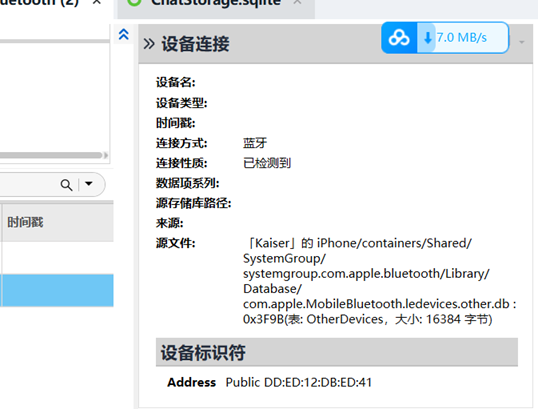 uetooth (2) ×
ChatStorage.sqlite ×
设备连接
7.0 MB/s
设备名:
设备类型:
时间戳:
连接方式: 蓝牙
连接性质: 已检测到
数据项系列:
源存储库路径:
来源:
源文件: 「Kaiser」的 iPhone/containers/Shared/
SystemGroup/
systemgroup.com.apple.bluetooth/Library/
Database/
com.apple.MobileBluetooth.ledevices.other.db :
0x3F9B(表: OtherDevices，大小: 16384 字节)
时间戳
设备标识符
Address Public DD:ED:12:DB:ED:41